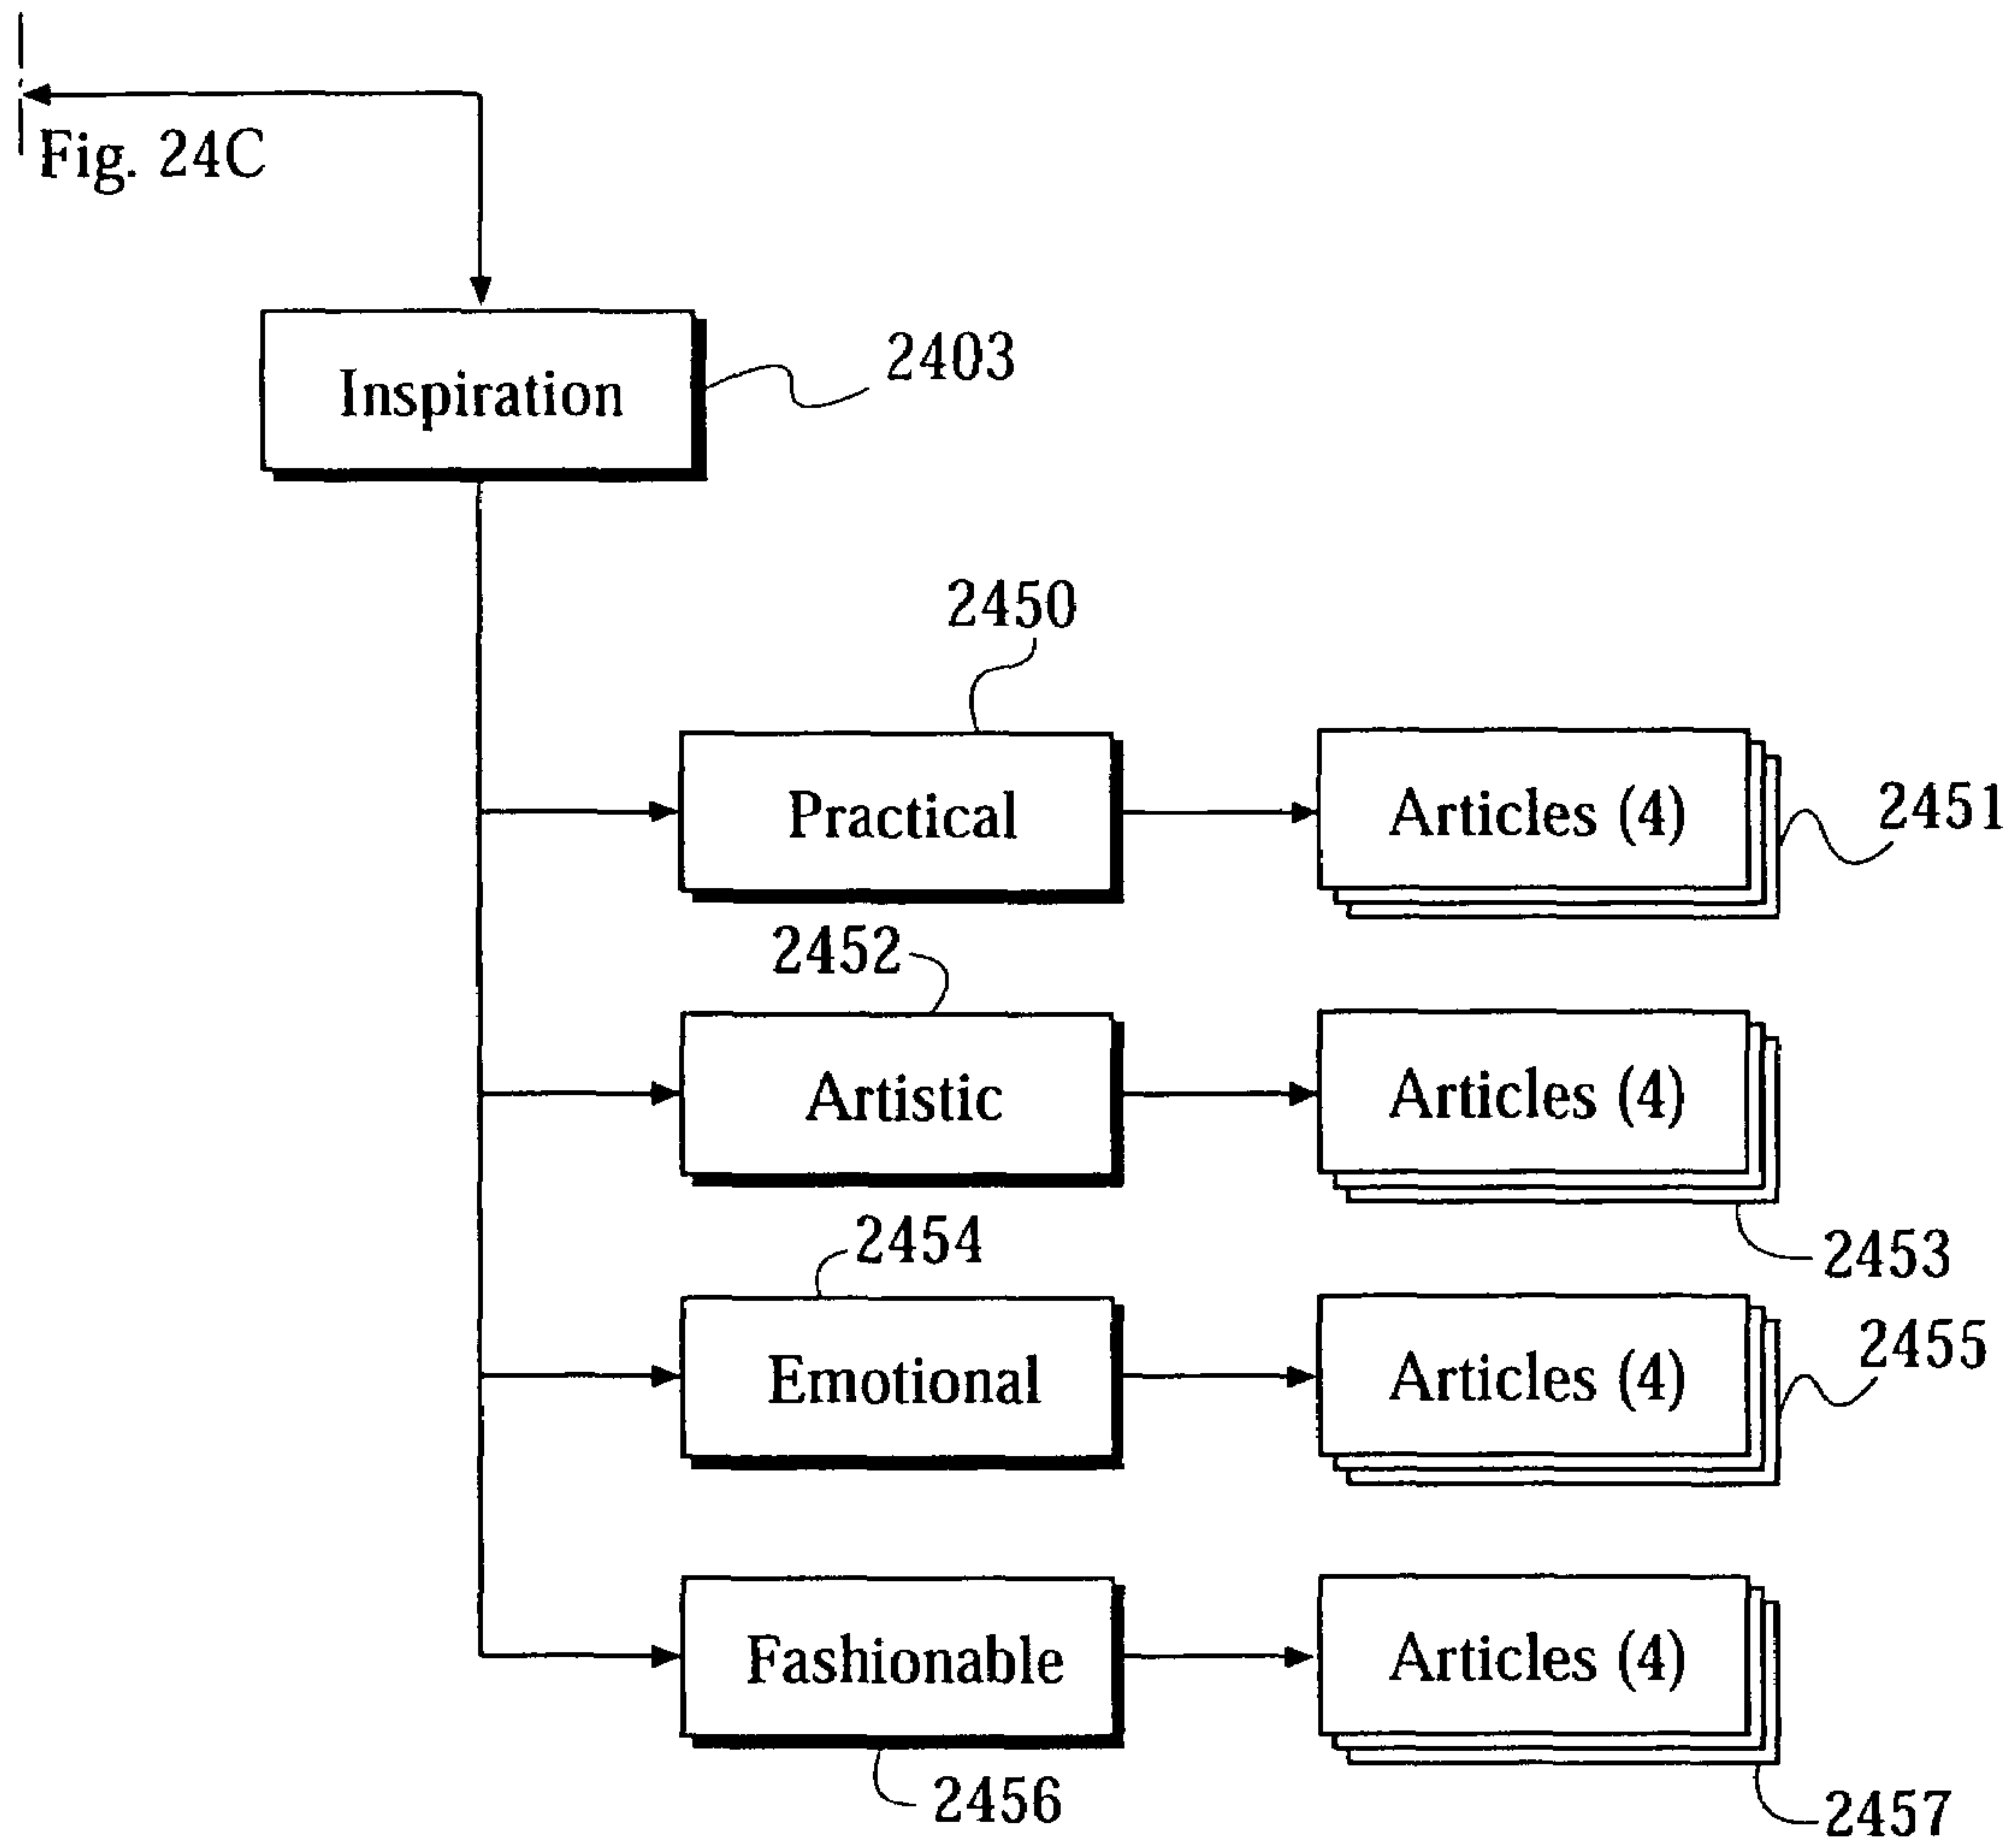 Fig. 24C
2403
Inspiration
2450
Practical
Articles (4)
2451
2452
Artistic
Articles (4)
2453
2454
Emotional
Articles (4)
2455
Fashionable
Articles (4)
2456
2457